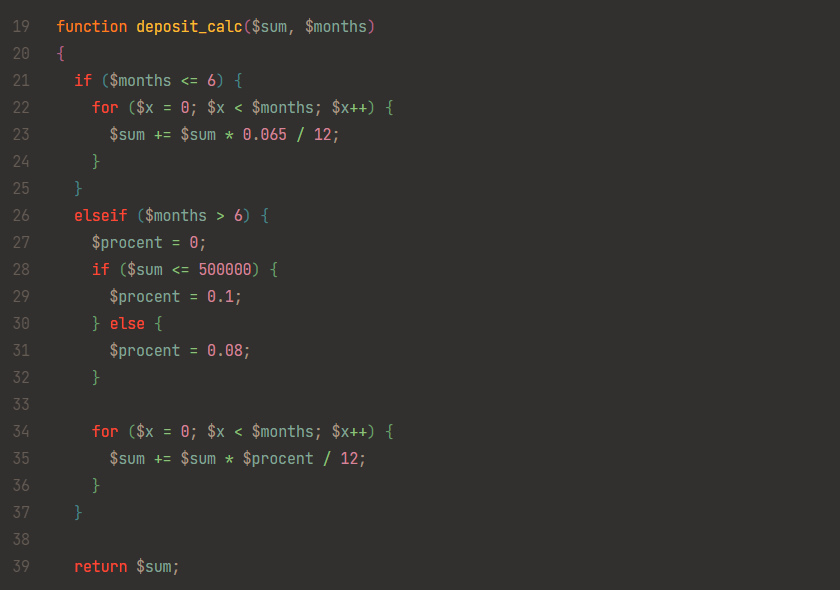 19 function deposit_calc($sum, $months)
20 {
21   if ($months <= 6) {
22     for ($x = 0; $x < $months; $x++) {
23       $sum += $sum * 0.065 / 12;
24     }
25   }
26   elseif ($months > 6) {
27     $procent = 0;
28     if ($sum <= 500000) {
29       $procent = 0.1;
30     } else {
31       $procent = 0.08;
32     }
33
34     for ($x = 0; $x < $months; $x++) {
35       $sum += $sum * $procent / 12;
36     }
37   }
38
39   return $sum;